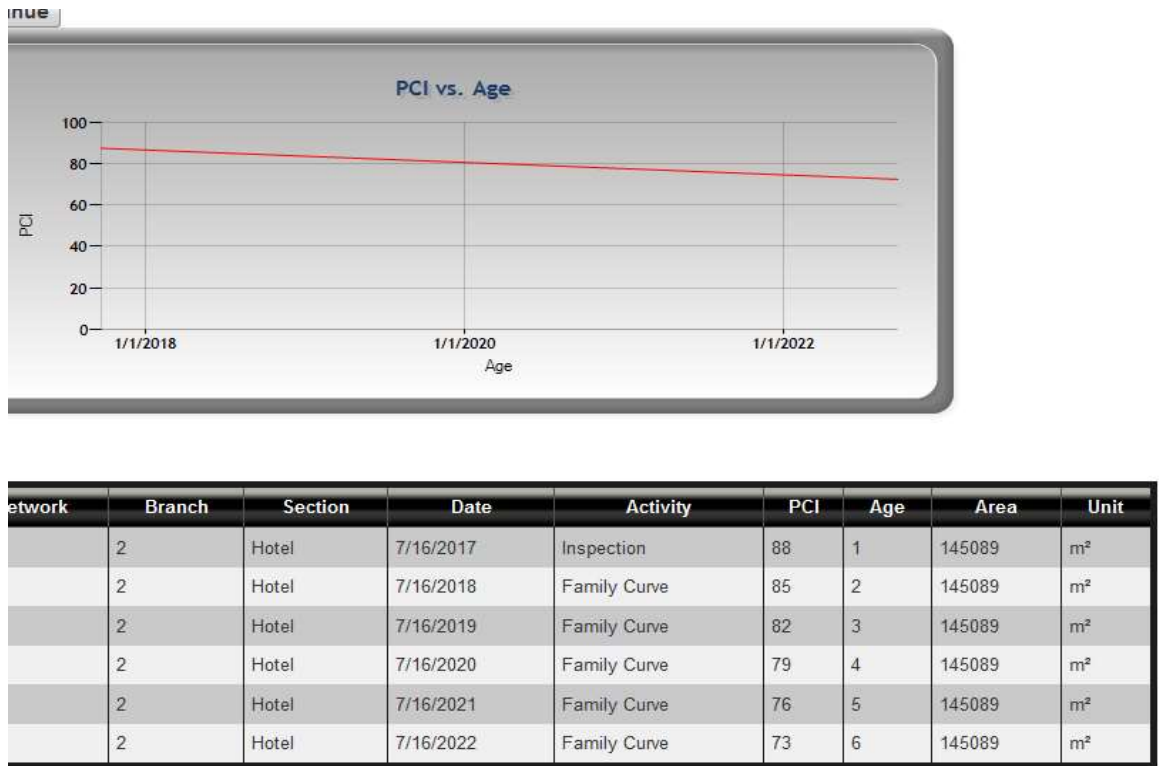 PCI vs. Age
100
80
60
PCI
40
20
0
1/1/2018 1/1/2020 1/1/2022
Age
Branch Section Date Activity PCI Age Area Unit
2 Hotel 7/16/2017 Inspection 88 1 145089 m²
2 Hotel 7/16/2018 Family Curve 85 2 145089 m²
2 Hotel 7/16/2019 Family Curve 82 3 145089 m²
2 Hotel 7/16/2020 Family Curve 79 4 145089 m²
2 Hotel 7/16/2021 Family Curve 76 5 145089 m²
2 Hotel 7/16/2022 Family Curve 73 6 145089 m²